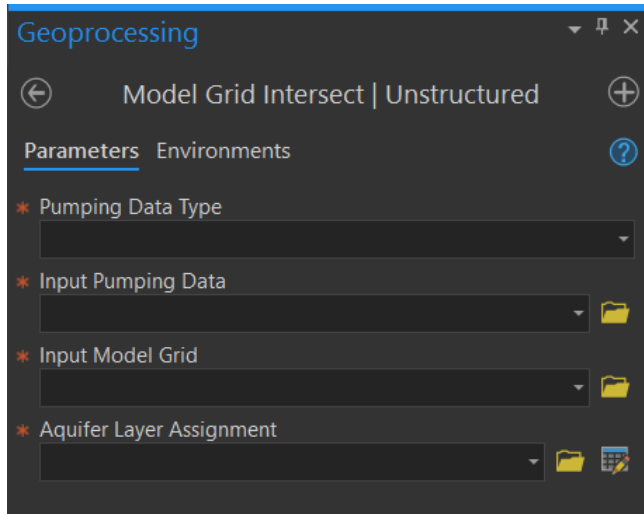 Geoprocessing
Model Grid Intersect | Unstructured
Parameters Environments
* Pumping Data Type
* Input Pumping Data
* Input Model Grid
* Aquifer Layer Assignment